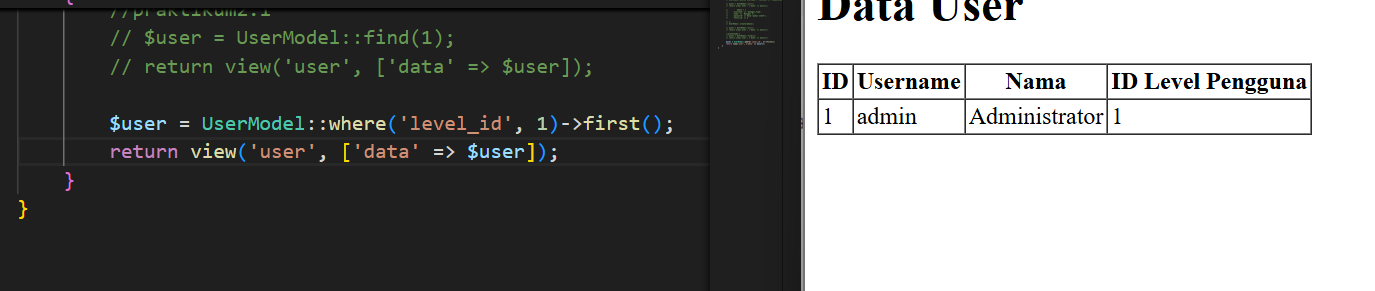 //praktikum2.1
// $user = UserModel::find(1);
// return view('user', ['data' => $user]);
$user = UserModel::where('level_id', 1)->first();
return view('user', ['data' => $user]);
}
}
Data User
ID Username Nama ID Level Pengguna
1 admin Administrator 1